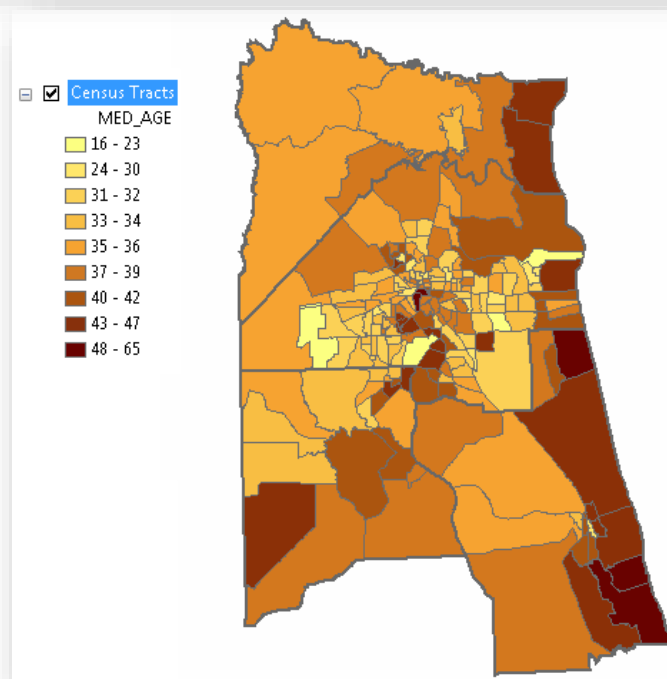 Census Tracts
MED_AGE
16 - 23
24 - 30
31 - 32
33 - 34
35 - 36
37 - 39
40 - 42
43 - 47
48 - 65